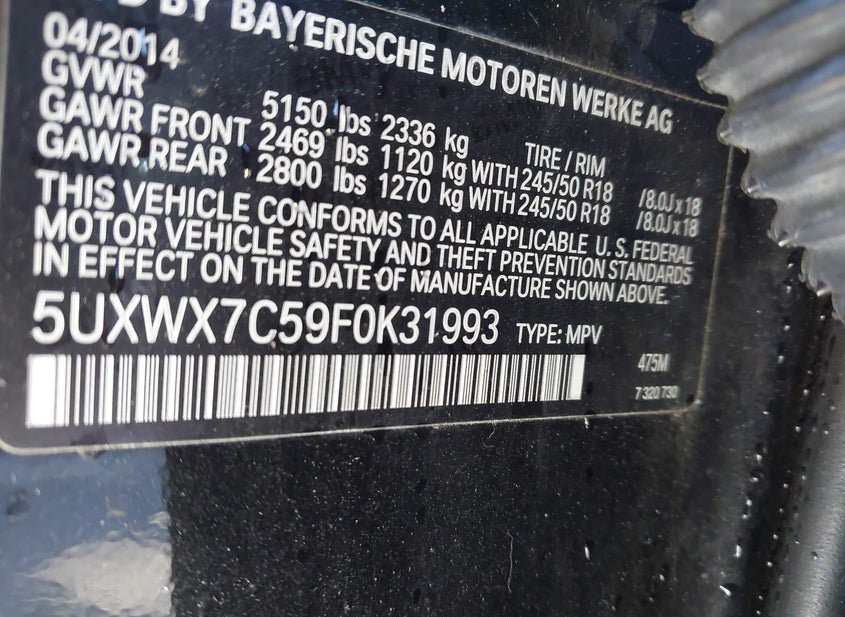 BY BAYERISCHE MOTOREN WERKE AG
04/2014
GVWR 5150 lbs 2336 kg TIRE / RIM
GAWR FRONT 2469 lbs 1120 kg WITH 245/50 R18 /8.0J x 18
GAWR REAR 2800 lbs 1270 kg WITH 245/50 R18 /8.0J x 18
THIS VEHICLE CONFORMS TO ALL APPLICABLE U. S. FEDERAL
MOTOR VEHICLE SAFETY AND THEFT PREVENTION STANDARDS
IN EFFECT ON THE DATE OF MANUFACTURE SHOWN ABOVE.
5UXWX7C59F0K31993 TYPE: MPV
475M
7 320 730